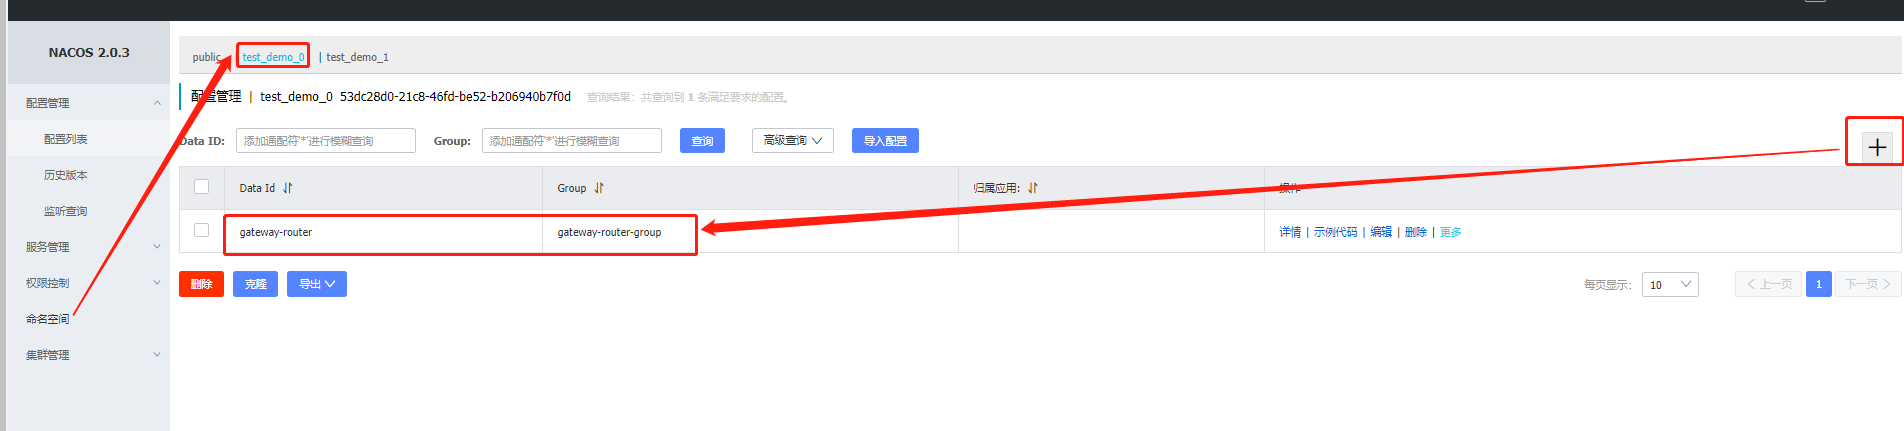 NACOS 2.0.3
配置管理
配置列表
历史版本
监听查询
服务管理
权限控制
命名空间
集群管理
public | test_demo_0 | test_demo_1
配置管理 | test_demo_0 53dc28d0-21c8-46fd-be52-b206940b7f0d 查询结果：共查询到 1 条满足要求的配置。
Data ID: 添加通配符'*'进行模糊查询 Group: 添加通配符'*'进行模糊查询 查询 高级查询 导入配置
Data Id Group 归属应用: 操作
gateway-router gateway-router-group 详情 | 示例代码 | 编辑 | 删除 | 更多
删除 克隆 导出 每页显示: 10 上一页 1 下一页